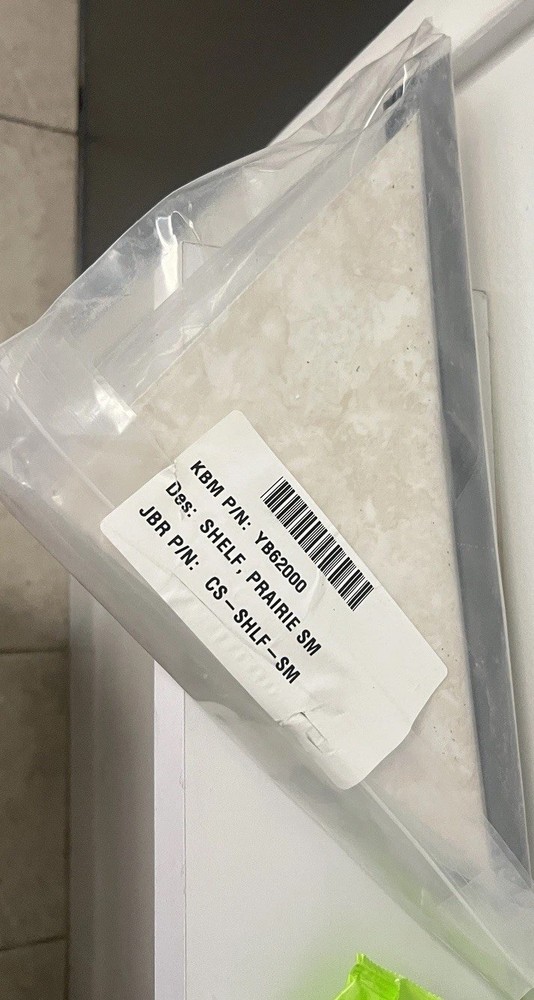 KBM P/N: YB62000
Des: SHELF, PRAIRIE SM
JBR P/N: CS-SHLF-SM